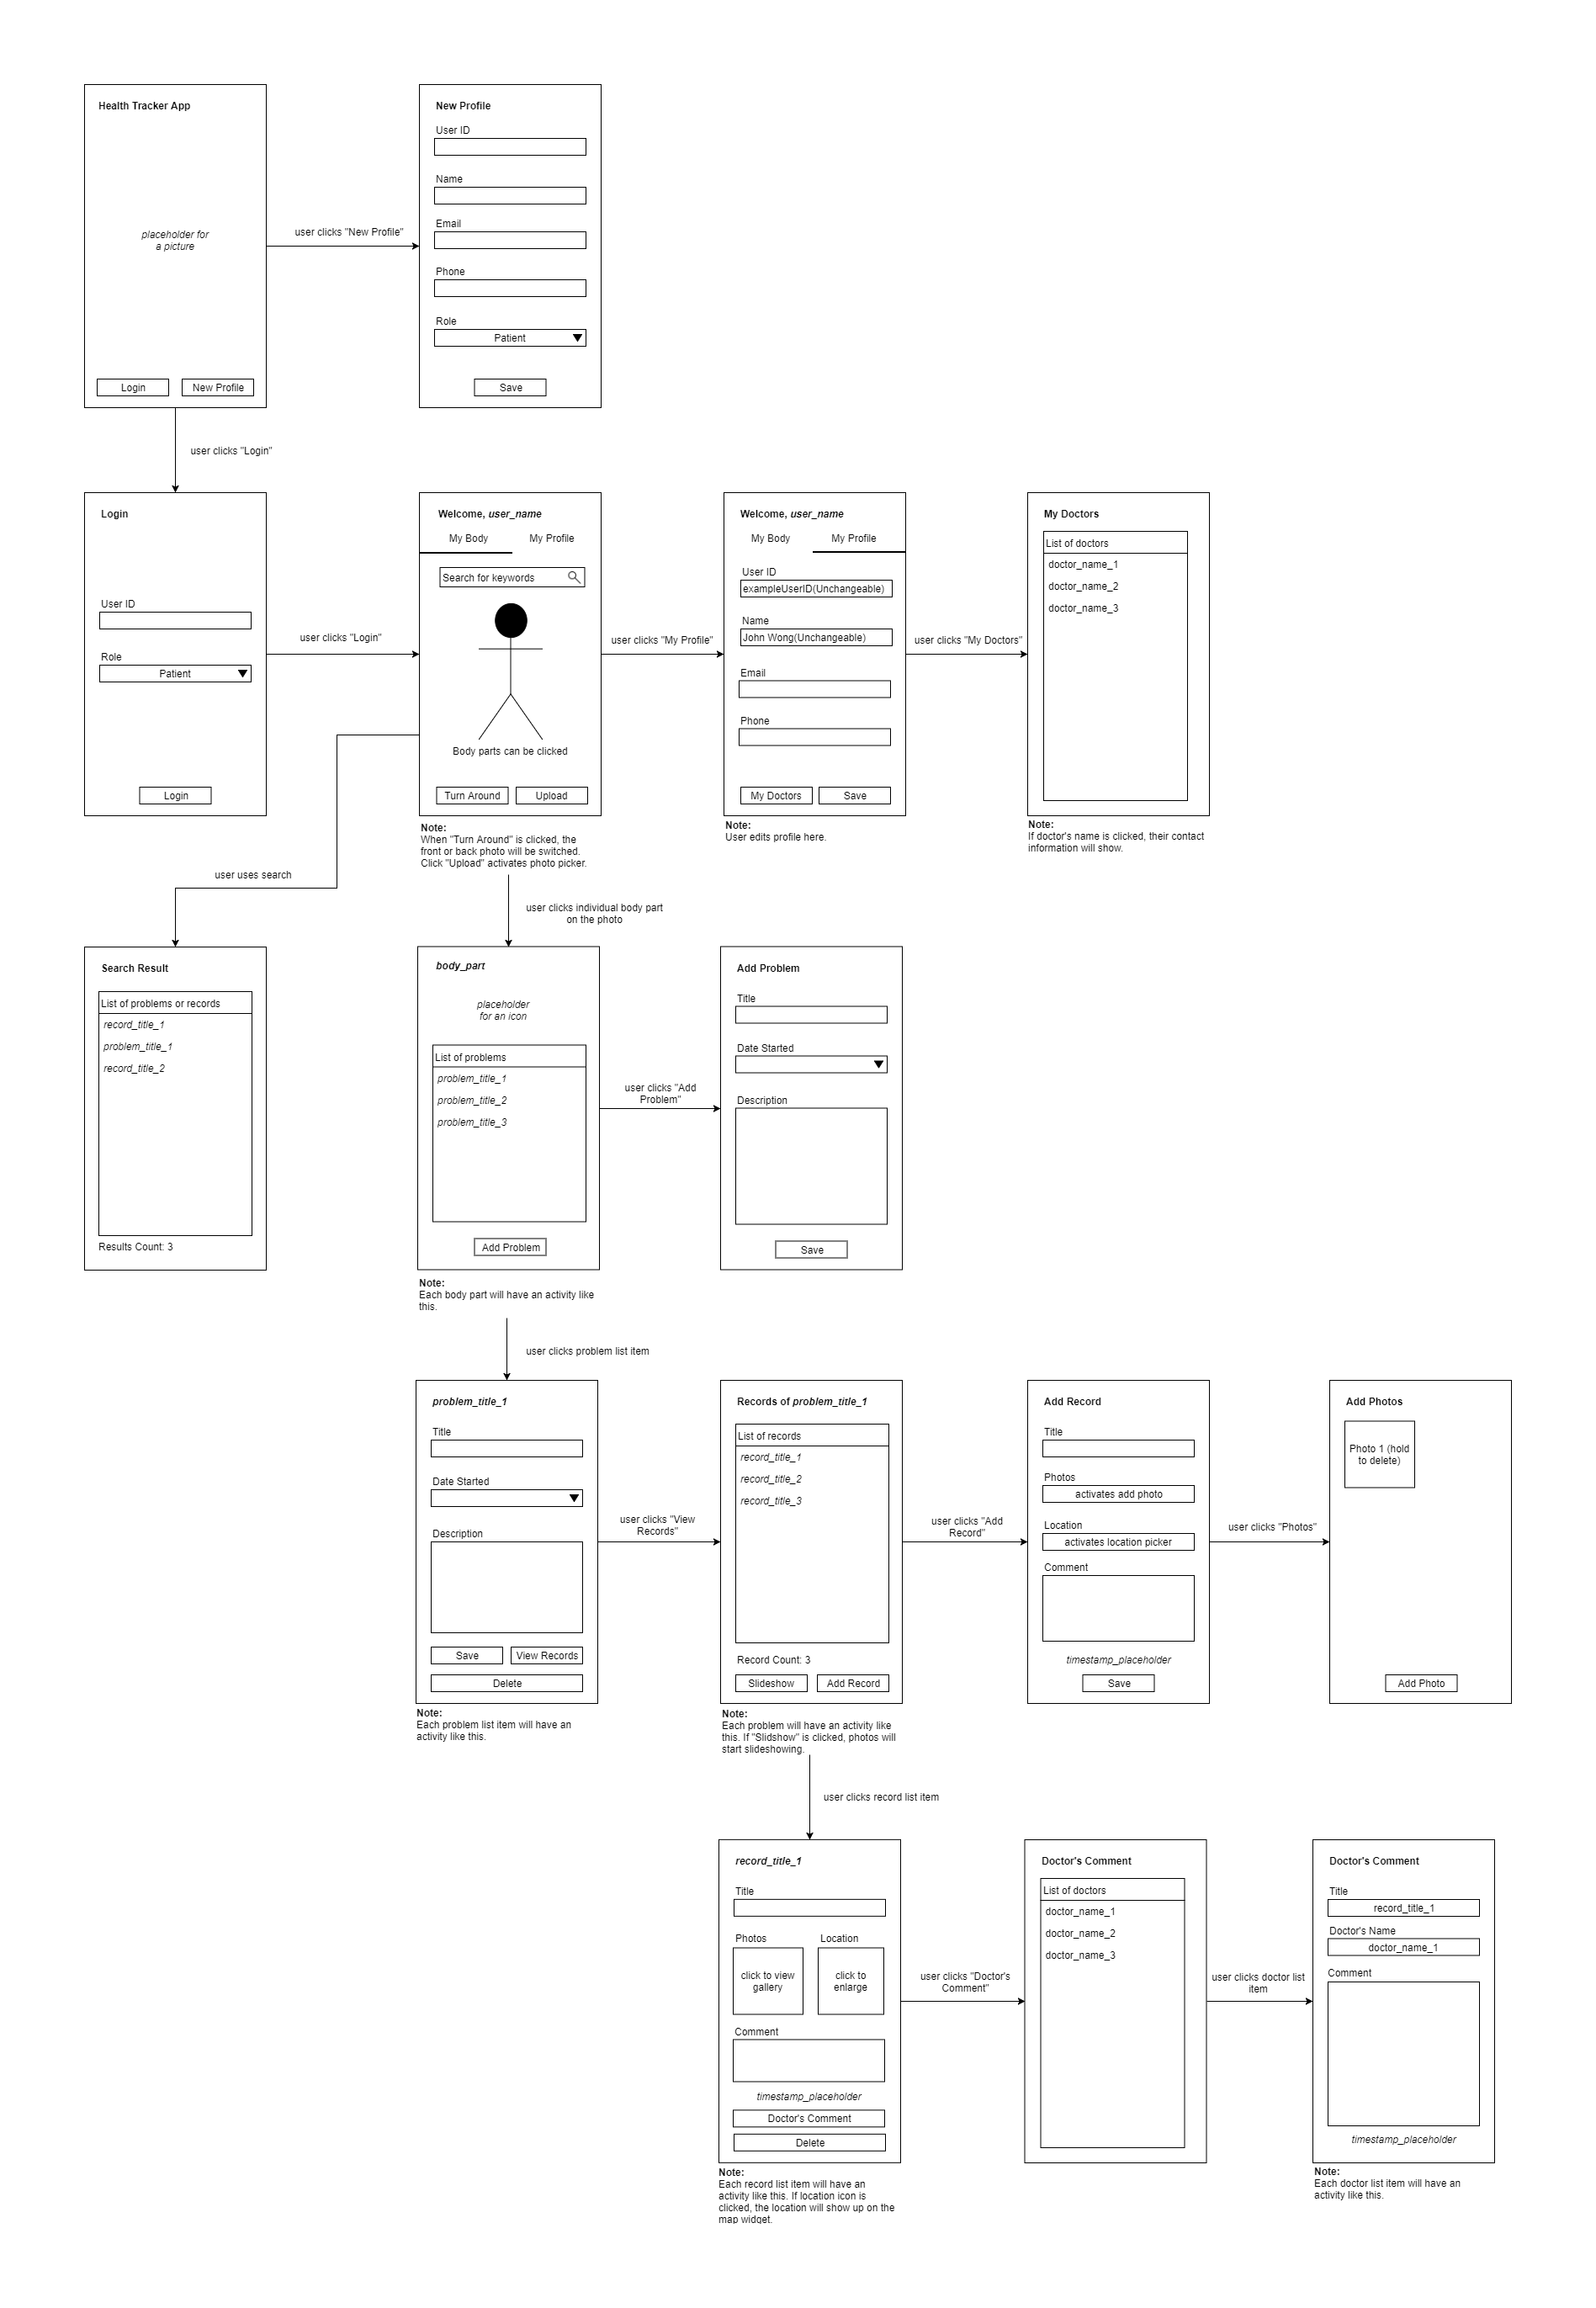 Health Tracker App
placeholder for
a picture
Login
New Profile
user clicks "New Profile"
New Profile
User ID
Name
Email
Phone
Role
Patient
Save
user clicks "Login"
Login
User ID
Role
Patient
Login
user clicks "Login"
Welcome, user_name
My Body
My Profile
Search for keywords
Body parts can be clicked
Turn Around
Upload
Note:
When "Turn Around" is clicked, the
front or back photo will be switched.
Click "Upload" activates photo picker.
user clicks "My Profile"
Welcome, user_name
My Body
My Profile
User ID
exampleUserID(Unchangeable)
Name
John Wong(Unchangeable)
Email
Phone
My Doctors
Save
Note:
User edits profile here.
user clicks "My Doctors"
My Doctors
List of doctors
doctor_name_1
doctor_name_2
doctor_name_3
Note:
If doctor's name is clicked, their contact
information will show.
user uses search
Search Result
List of problems or records
record_title_1
problem_title_1
record_title_2
Results Count: 3
user clicks individual body part
on the photo
body_part
placeholder
for an icon
List of problems
problem_title_1
problem_title_2
problem_title_3
Add Problem
Note:
Each body part will have an activity like
this.
user clicks "Add
Problem"
Add Problem
Title
Date Started
Description
Save
user clicks problem list item
problem_title_1
Title
Date Started
Description
Save
View Records
Delete
Note:
Each problem list item will have an
activity like this.
user clicks "View
Records"
Records of problem_title_1
List of records
record_title_1
record_title_2
record_title_3
Record Count: 3
Slideshow
Add Record
Note:
Each problem will have an activity like
this. If "Slidshow" is clicked, photos will
start slideshowing.
user clicks "Add
Record"
Add Record
Title
Photos
activates add photo
Location
activates location picker
Comment
timestamp_placeholder
Save
user clicks "Photos"
Add Photos
Photo 1 (hold
to delete)
Add Photo
user clicks record list item
record_title_1
Title
Photos
Location
click to view
gallery
click to
enlarge
Comment
timestamp_placeholder
Doctor's Comment
Delete
Note:
Each record list item will have an
activity like this. If location icon is
clicked, the location will show up on the
map widget.
user clicks "Doctor's
Comment"
Doctor's Comment
List of doctors
doctor_name_1
doctor_name_2
doctor_name_3
user clicks doctor list
item
Doctor's Comment
Title
record_title_1
Doctor's Name
doctor_name_1
Comment
timestamp_placeholder
Note:
Each doctor list item will have an
activity like this.